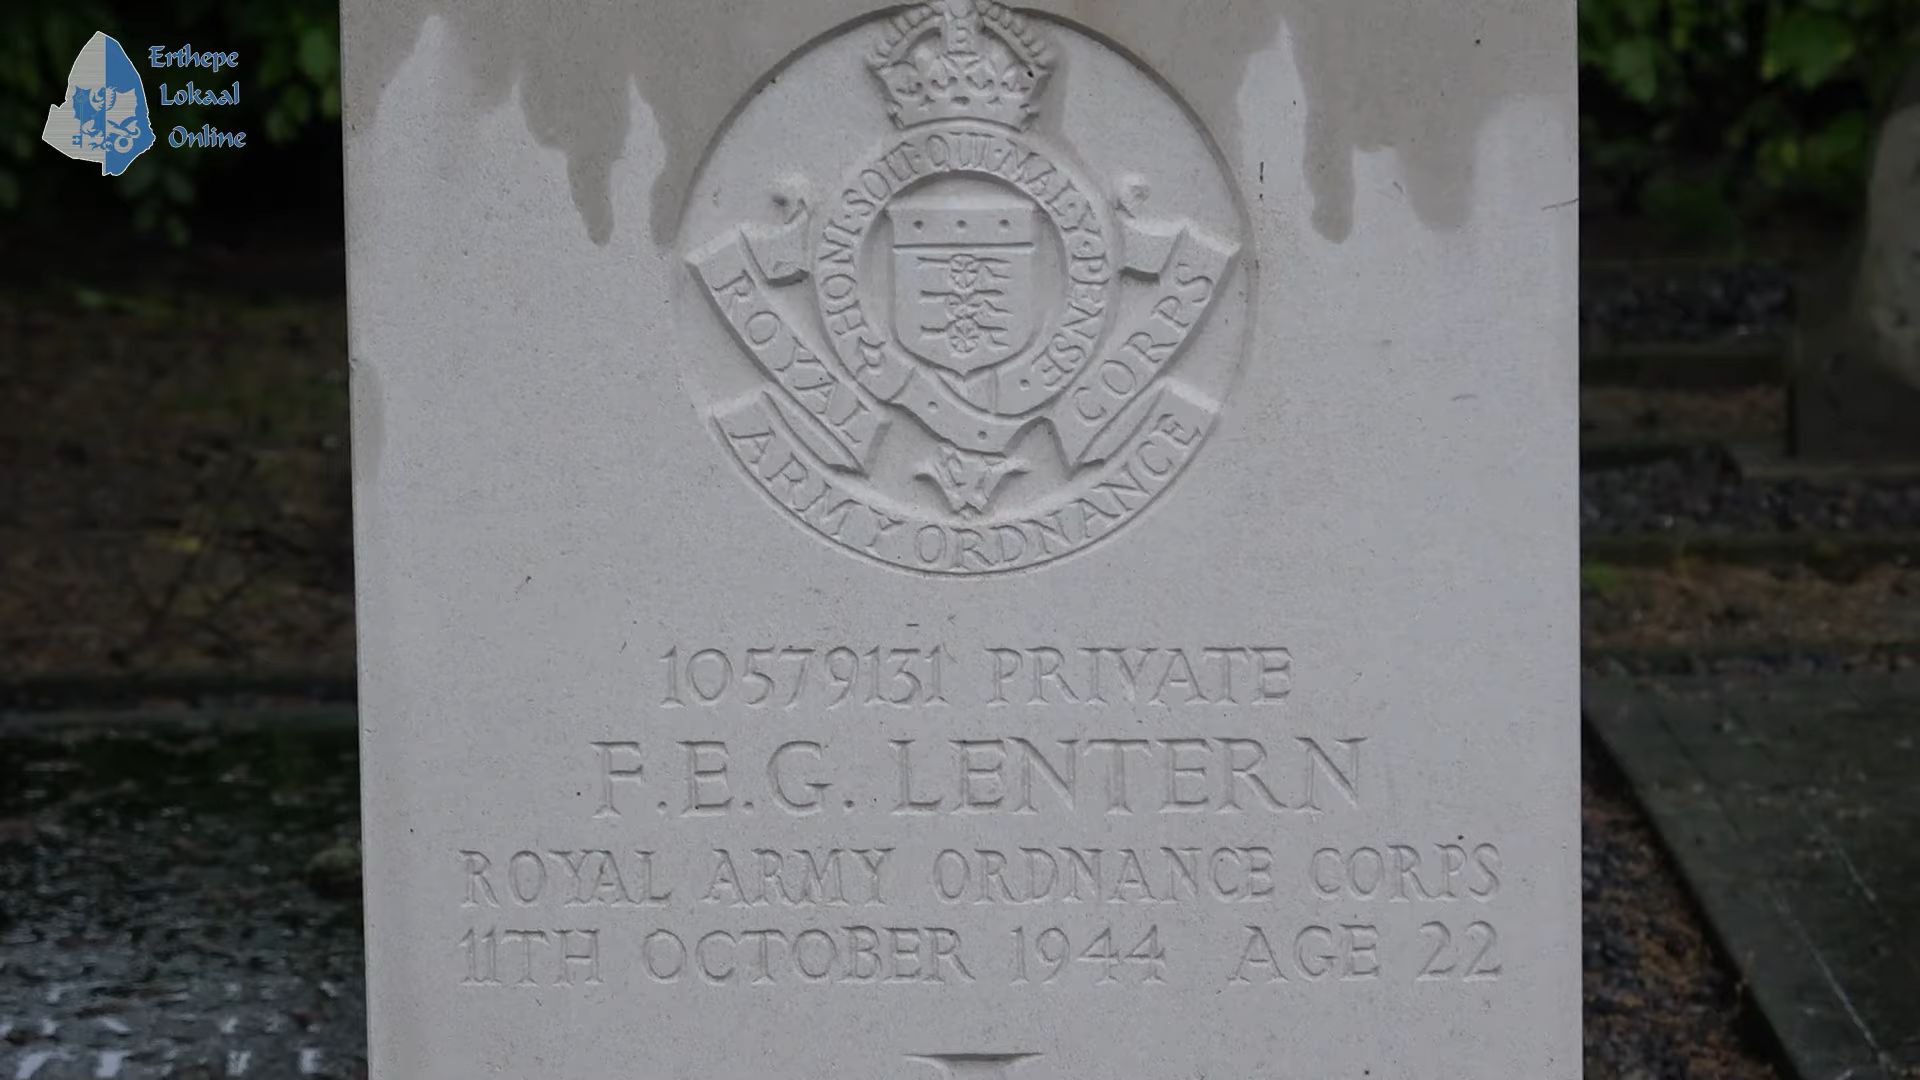 Erthepe
Lokaal
Online
HONI·SOIT·QUI·MAL·Y·PENSE·
ROYAL
CORPS
ARMY ORDNANCE
10579131 PRIVATE
F.E.G. LENTERN
ROYAL ARMY ORDNANCE CORPS
11TH OCTOBER 1944 AGE 22